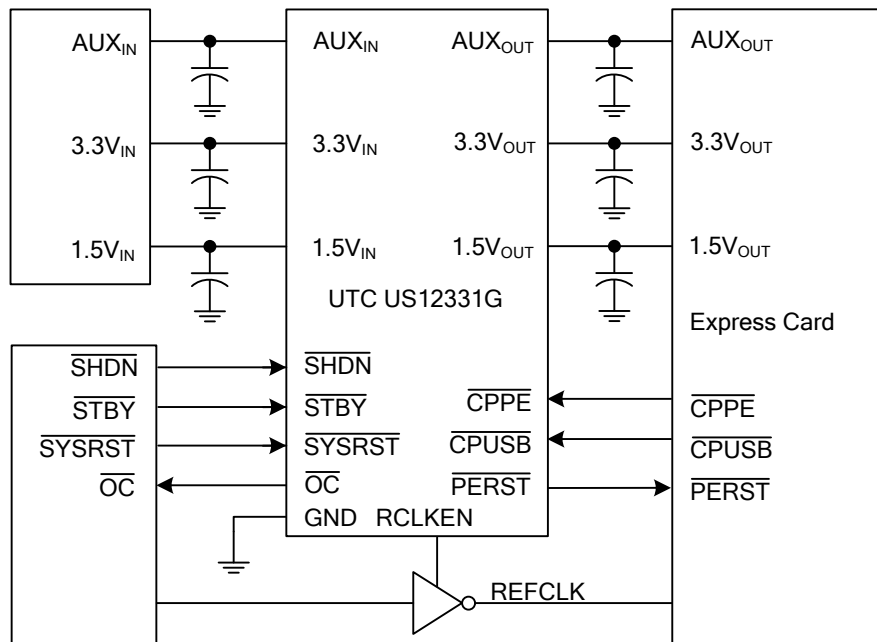 AUXIN
3.3VIN
1.5VIN
SHDN
STBY
SYSRST
OC
AUXIN
3.3VIN
1.5VIN
AUXOUT
3.3VOUT
1.5VOUT
UTC US12331G
SHDN
STBY
SYSRST
OC
GND RCLKEN
CPPE
CPUSB
PERST
AUXOUT
3.3VOUT
1.5VOUT
Express Card
CPPE
CPUSB
PERST
REFCLK